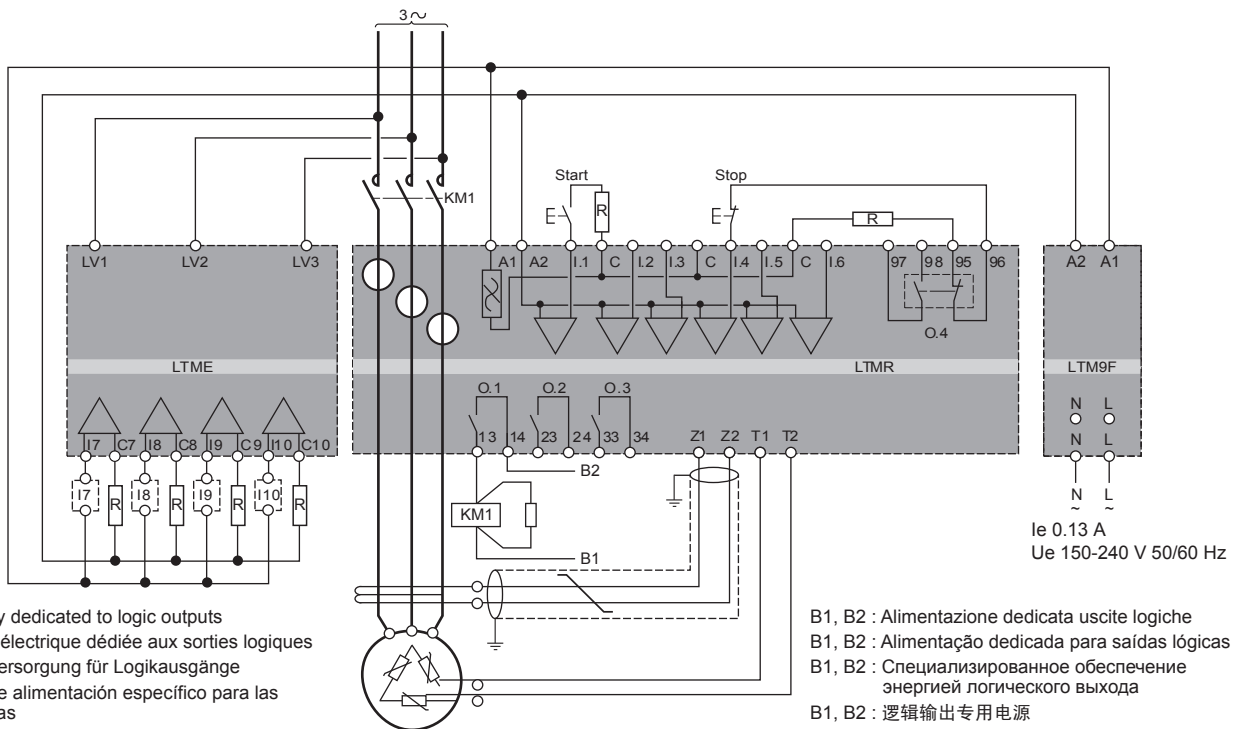 3
KM1
Start
Stop
R
R
LV1 LV2 LV3
A1 A2 I.1 C I.2 I.3 C I.4 I.5 C I.6 97 98 95 96
A2 A1
O.4
LTME
LTMR
LTM9F
O.1 O.2 O.3
N L
N L
13 14 23 24 33 34 Z1 Z2 T1 T2
I7 C7 I8 C8 I9 C9 I10 C10
B2
I7 R I8 R I9 R I10 R
KM1
N L
~ ~
Ie 0.13 A
Ue 150-240 V 50/60 Hz
B1
y dedicated to logic outputs
électrique dédiée aux sorties logiques
ersorgung für Logikausgänge
e alimentación específico para las
as
B1, B2 : Alimentazione dedicata uscite logiche
B1, B2 : Alimentação dedicada para saídas lógicas
B1, B2 : Специализированное обеспечение
энергией логического выхода
B1, B2 : 逻辑输出专用电源